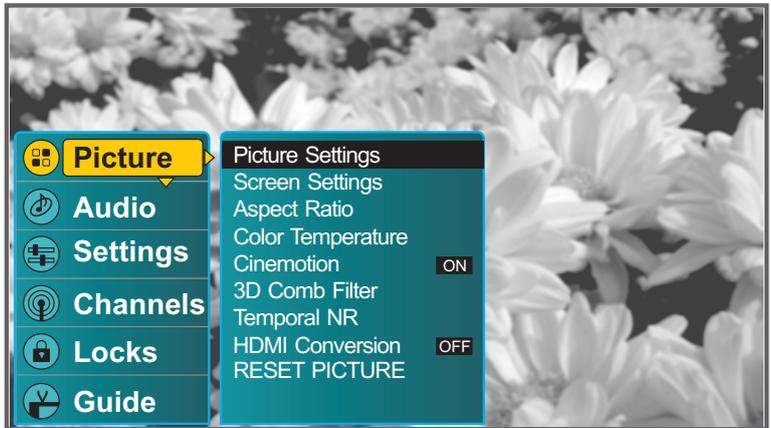 Picture
Audio
Settings
Channels
Locks
Guide
Picture Settings
Screen Settings
Aspect Ratio
Color Temperature
Cinemotion ON
3D Comb Filter
Temporal NR
HDMI Conversion OFF
RESET PICTURE